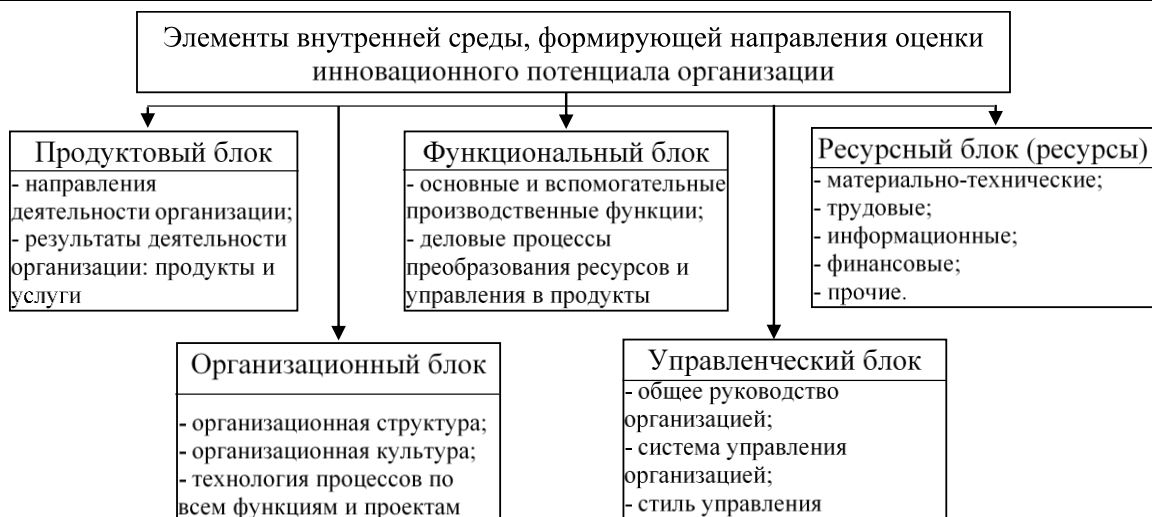 Элементы внутренней среды, формирующей направления оценки
инновационного потенциала организации
Продуктовый блок
- направления
деятельности организации;
- результаты деятельности
организации: продукты и
услуги
Функциональный блок
- основные и вспомогательные
производственные функции;
- деловые процессы
преобразования ресурсов и
управления в продукты
Ресурсный блок (ресурсы)
- материально-технические;
- трудовые;
- информационные;
- финансовые;
- прочие.
Организационный блок
- организационная структура;
- организационная культура;
- технология процессов по
всем функциям и проектам
Управленческий блок
- общее руководство
организацией;
- система управления
организацией;
- стиль управления